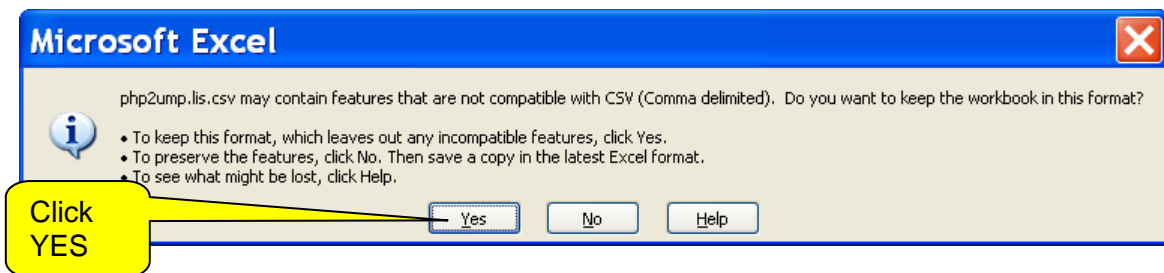 Microsoft Excel
php2ump.lis.csv may contain features that are not compatible with CSV (Comma delimited). Do you want to keep the workbook in this format?
• To keep this format, which leaves out any incompatible features, click Yes.
• To preserve the features, click No. Then save a copy in the latest Excel format.
• To see what might be lost, click Help.
Click
YES
Yes No Help